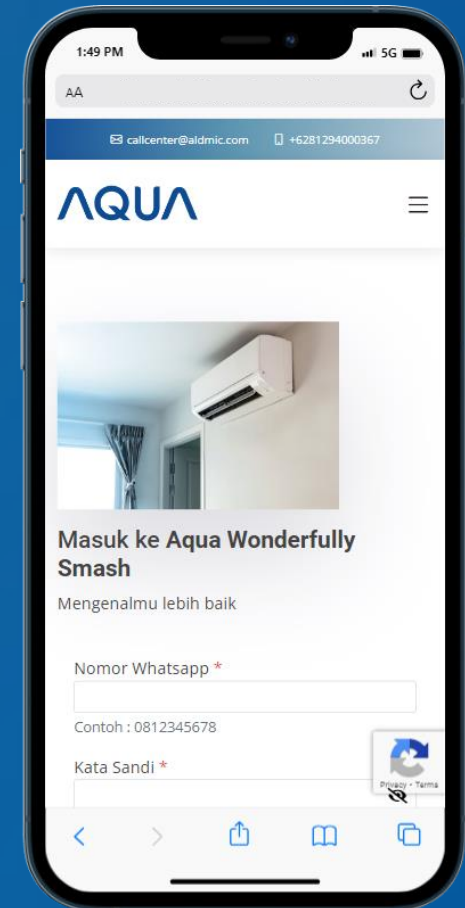 1:49 PM
5G
AA
callcenter@aldmic.com +6281294000367
AQUA
Masuk ke Aqua Wonderfully
Smash
Mengenalmu lebih baik
Nomor Whatsapp *
Contoh : 0812345678
Kata Sandi *
Privacy - Terms